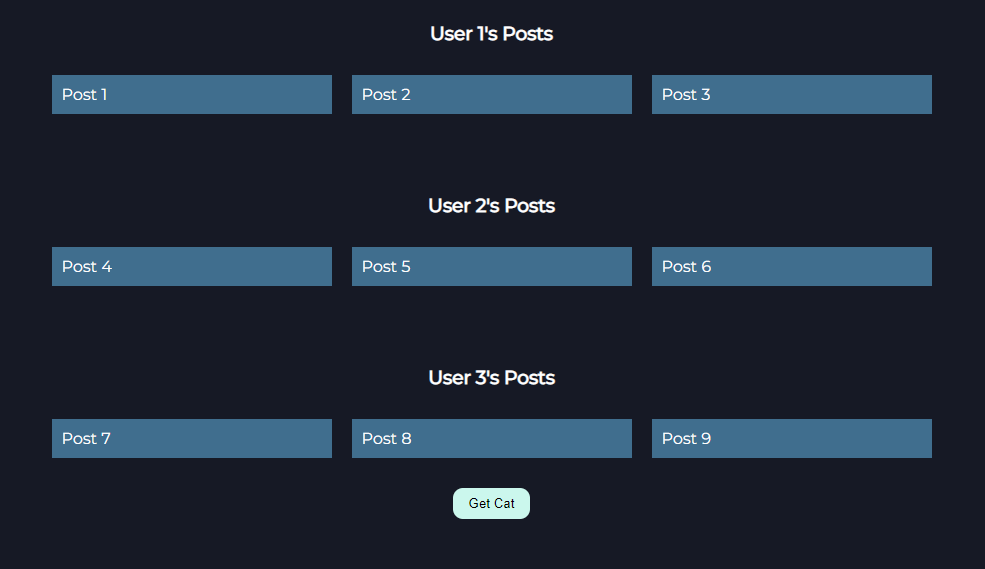 User 1's Posts
Post 1 Post 2 Post 3
User 2's Posts
Post 4 Post 5 Post 6
User 3's Posts
Post 7 Post 8 Post 9
Get Cat